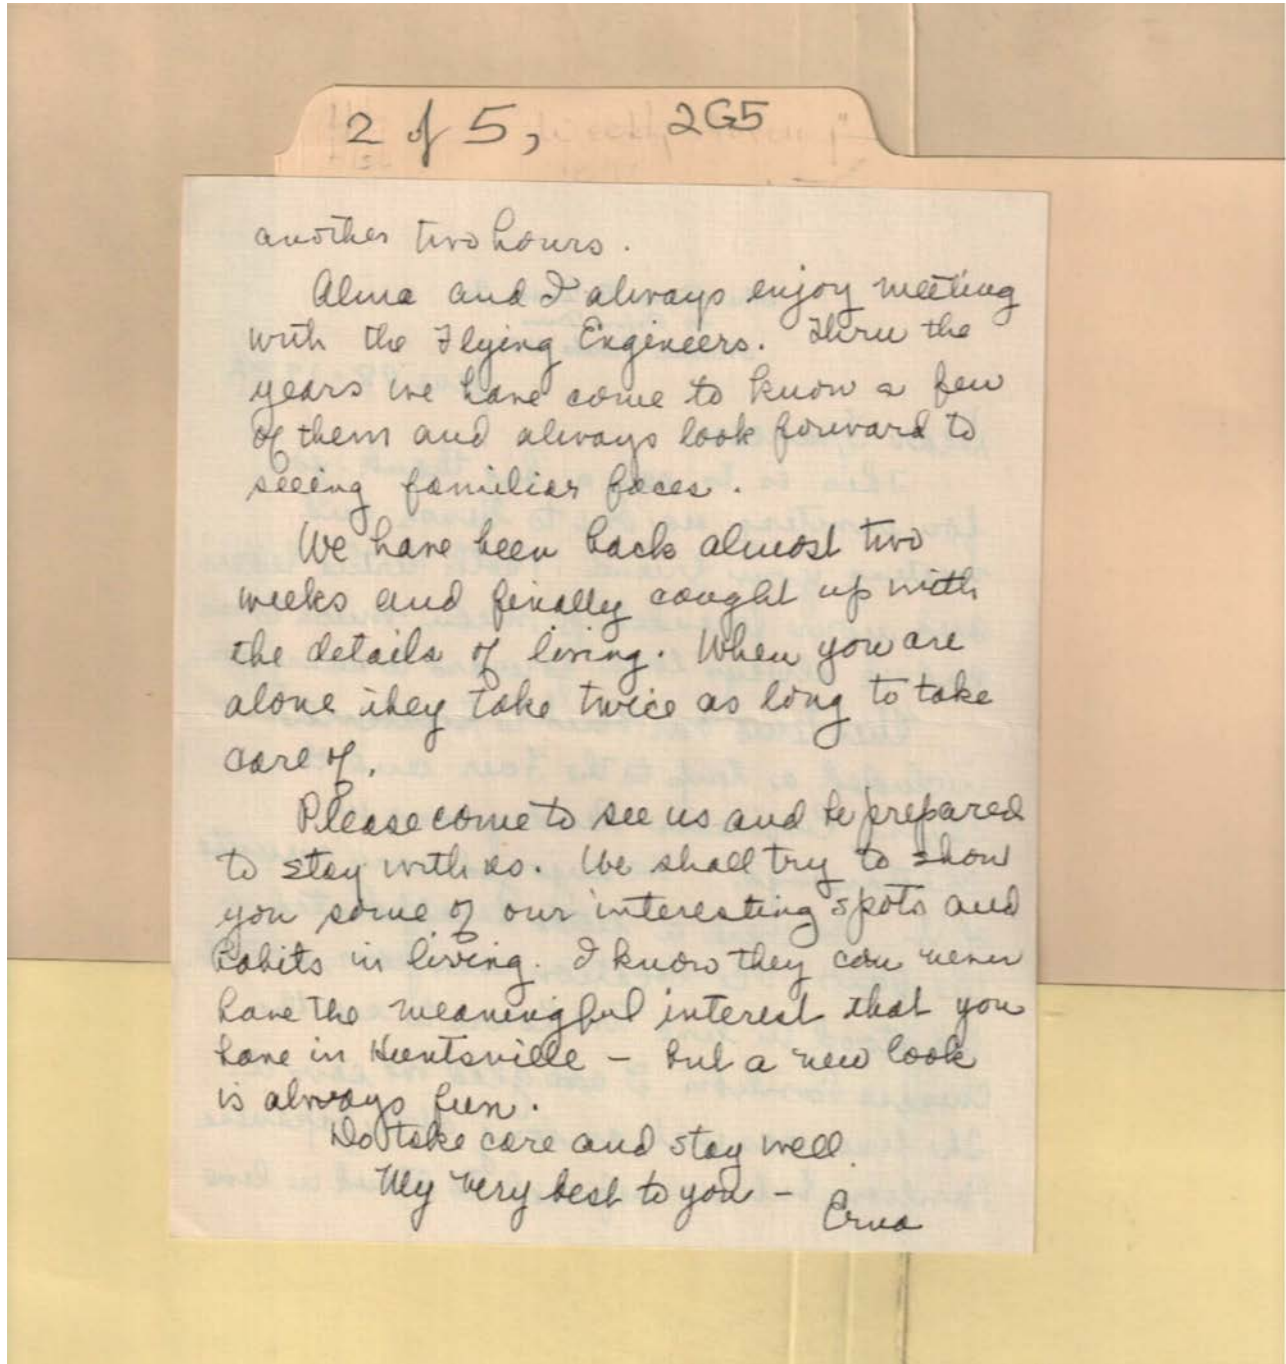 2 of 5, 2G5
another two hours.
Alma and I always enjoy meeting
with the Flying Engineers. Thru the
years we have come to know a few
of them and always look forward to
seeing familiar faces.
We have been back almost two
weeks and finally caught up with
the details of living. When you are
alone they take twice as long to take
care of.
Please come to see us and be prepared
to stay with us. We shall try to show
you some of our interesting spots and
habits in living. I know they can never
have the meaningful interest that you
have in Huntsville – but a new look
is always fun.
Do take care and stay well.
My very best to you –
Erna